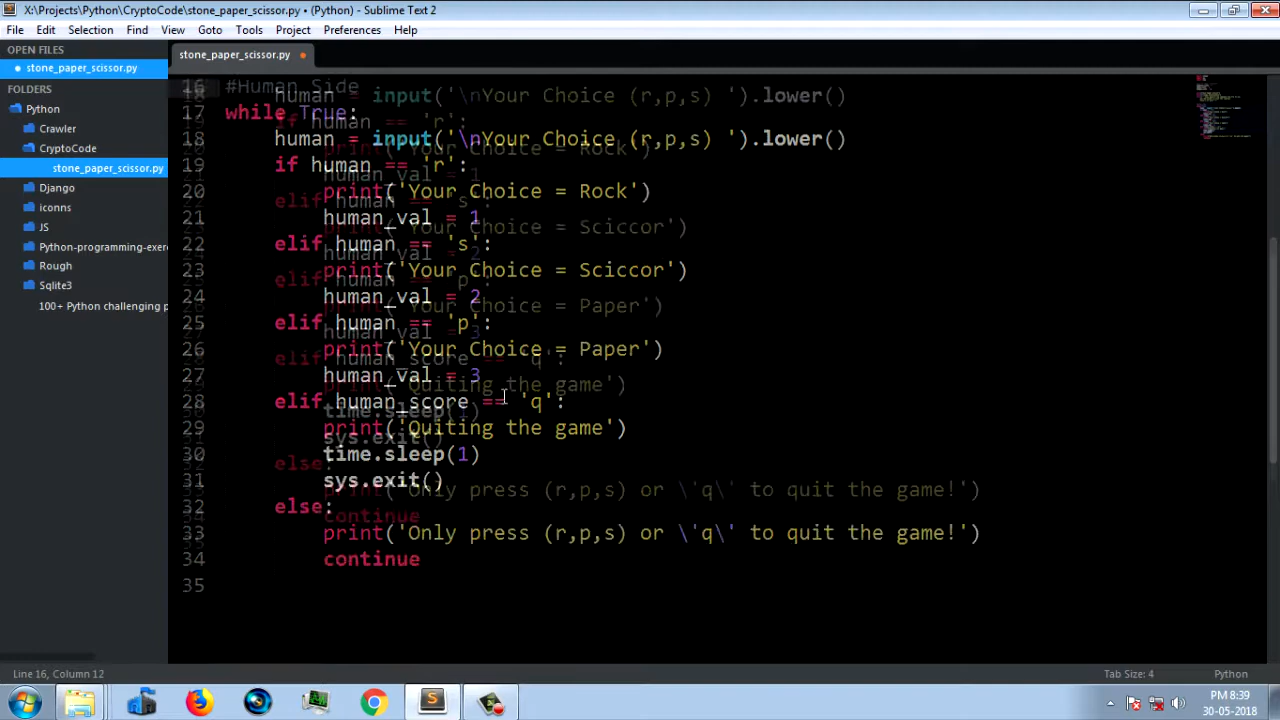 X:\Projects\Python\CryptoCode\stone_paper_scissor.py • (Python) - Sublime Text 2
File Edit Selection Find View Goto Tools Project Preferences Help
OPEN FILES
stone_paper_scissor.py
FOLDERS
Python
Crawler
CryptoCode
stone_paper_scissor.py
Django
iconns
JS
Python-programming-exer
Rough
Sqlite3
100+ Python challenging p
stone_paper_scissor.py
16 #Human Side
17 while True:
18 human = input('\nYour Choice (r,p,s) ').lower()
19 if human == 'r':
20 print('Your Choice = Rock')
21 human_val = 1
22 elif human == 's':
23 print('Your Choice = Sciccor')
24 human_val = 2
25 elif human == 'p':
26 print('Your Choice = Paper')
27 human_val = 3
28 elif human_score == 'q':
29 print('Quiting the game')
30 time.sleep(1)
31 sys.exit()
32 else:
33 print('Only press (r,p,s) or \'q\' to quit the game!')
34 continue
35
Line 16, Column 12
Tab Size: 4
Python
PM 8:39
30-05-2018